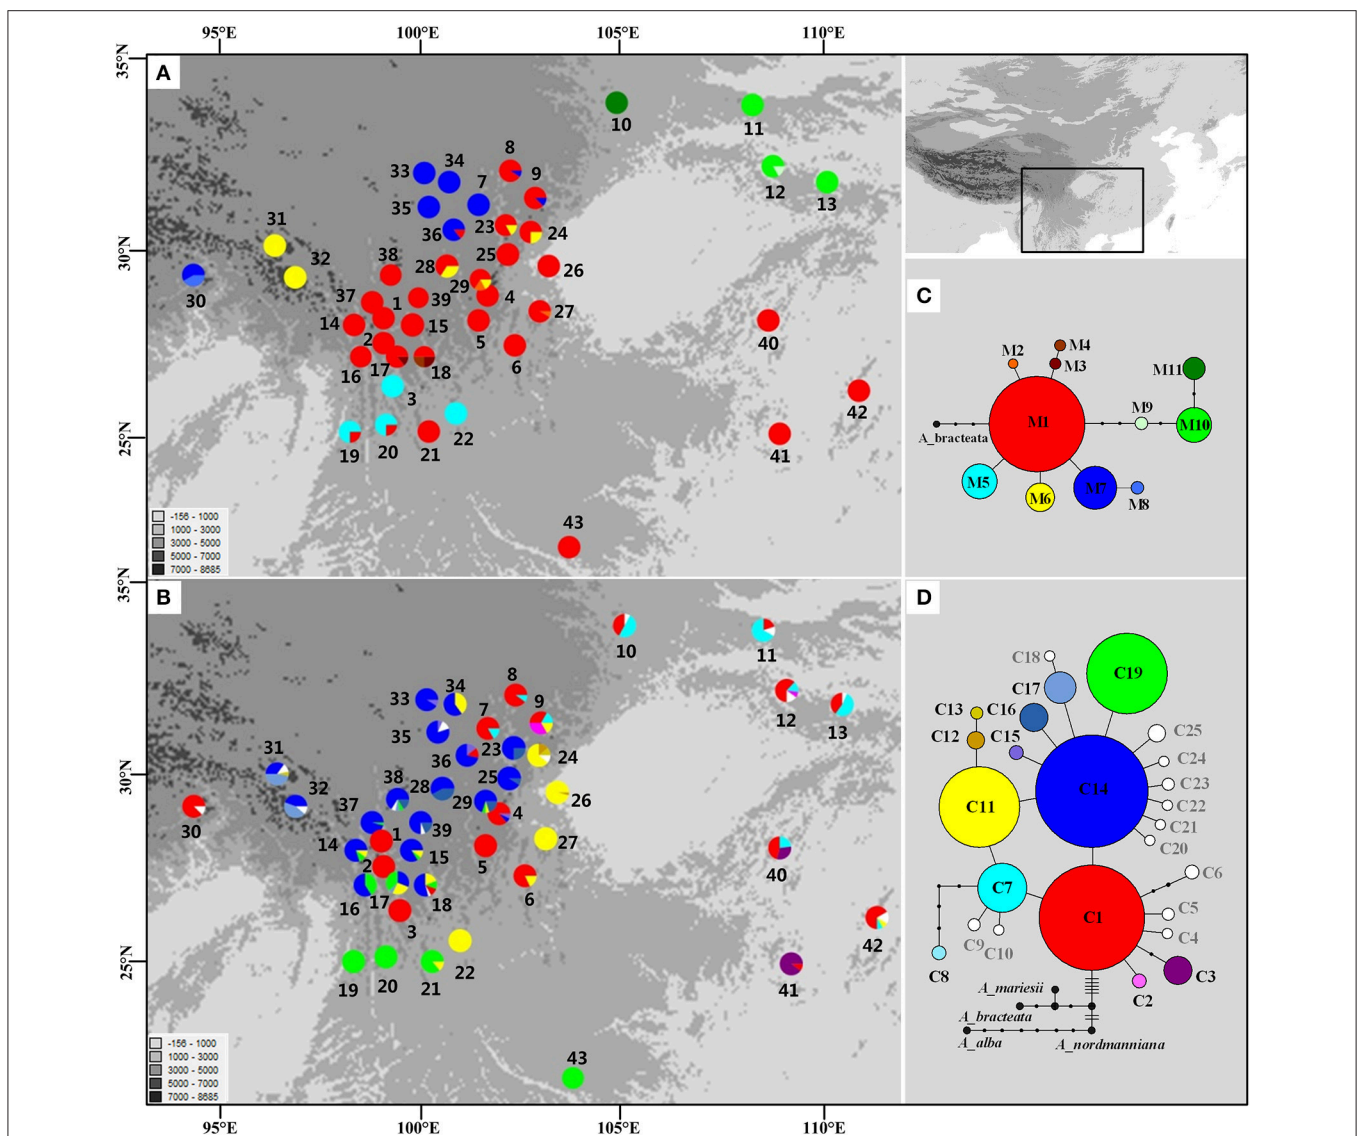 95°E 100°E 105°E 110°E
35°N
A
10
11
8
34
33
9
7
12
13
35
31
36
23
24
30°N
32
38
25
28
26
30
29
37
1
39
4
27
14
15
5
2
40
16
17
18
6
3
42
22
25°N
19
20
21
41
43
-156 - 1000
1000 - 3000
3000 - 5000
5000 - 7000
7000 - 8685
C
M4
M2
M3
M11
M9
M1
M10
A_bracteata
M5
M7
M6
M8
35°N
B
10
11
8
34
33
9
7
12
13
35
31
23
36
24
30°N
38
28
25
32
26
29
37
4
30
39
1
27
14
15
5
2
40
16
17
18
6
3
42
22
25°N
19
20
21
41
43
-156 - 1000
1000 - 3000
3000 - 5000
5000 - 7000
7000 - 8685
D
C18
C19
C17
C13
C16
C25
C12
C15
C24
C14
C23
C11
C22
C21
C20
C6
C7
C1
C5
C4
C9
C10
C8
C3
C2
A_mariesii
A_bracteata
A_alba
A_nordmanniana
95°E 100°E 105°E 110°E